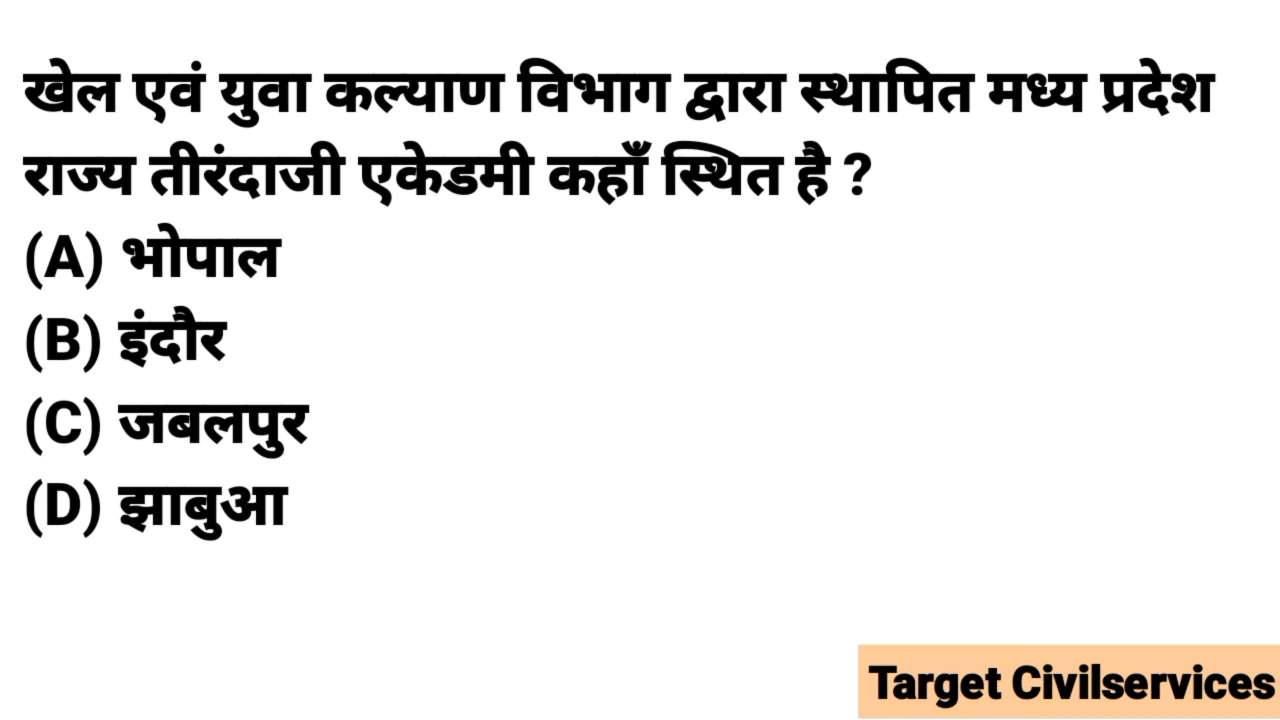 खेल एवं युवा कल्याण विभाग द्वारा स्थापित मध्य प्रदेश
राज्य तीरंदाजी एकेडमी कहाँ स्थित है ?
(A) भोपाल
(B) इंदौर
(C) जबलपुर
(D) झाबुआ
Target Civilservices